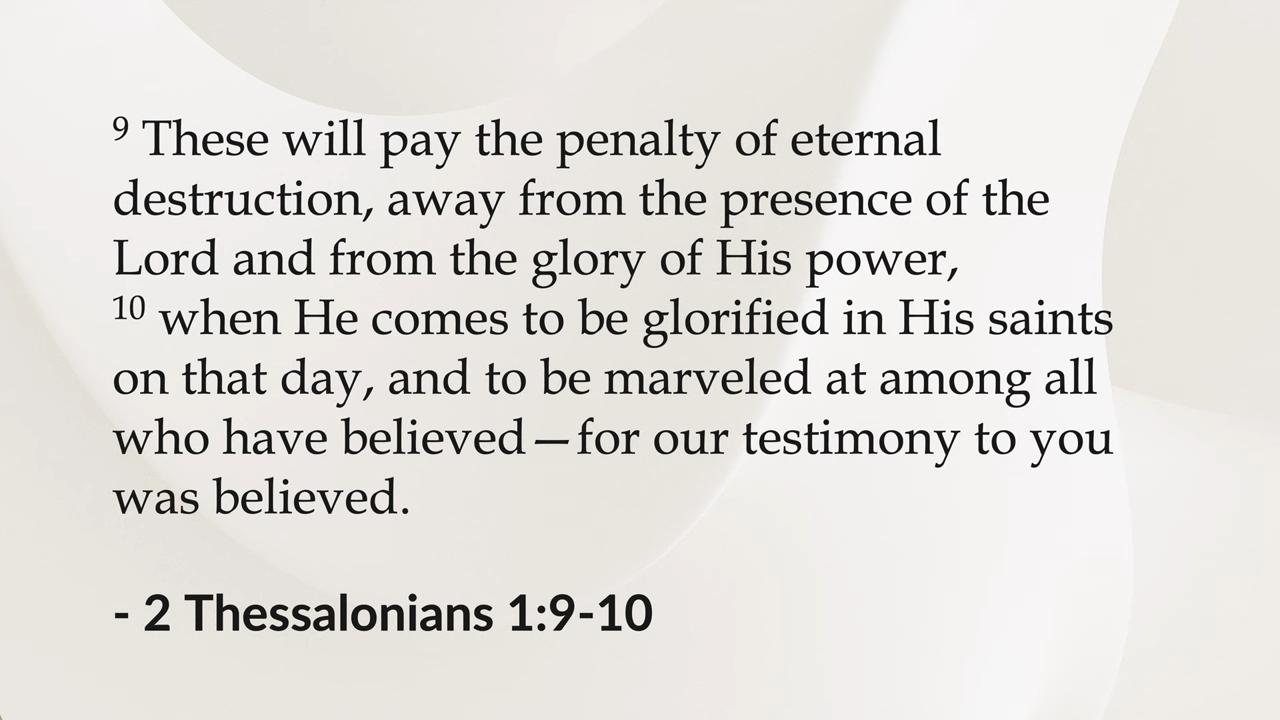 9 These will pay the penalty of eternal
destruction, away from the presence of the
Lord and from the glory of His power,
10 when He comes to be glorified in His saints
on that day, and to be marveled at among all
who have believed—for our testimony to you
was believed.
- 2 Thessalonians 1:9-10